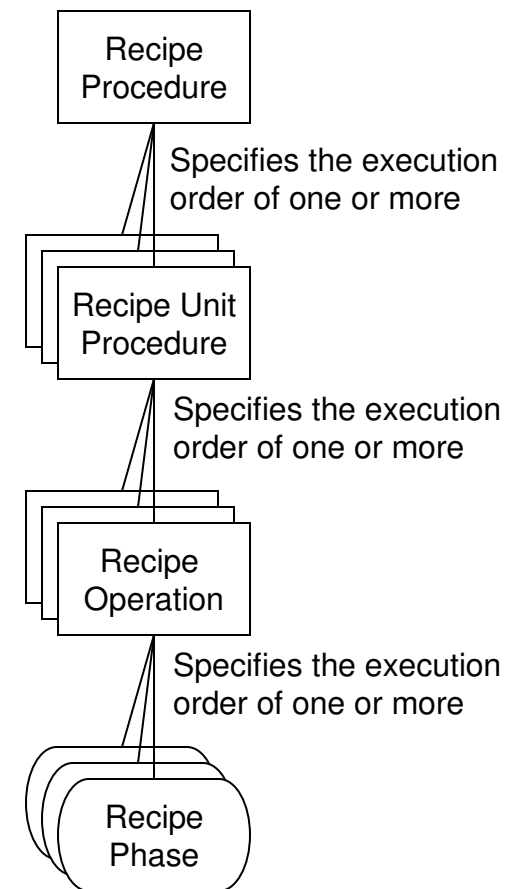 Recipe
Procedure
Specifies the execution
order of one or more
Recipe Unit
Procedure
Specifies the execution
order of one or more
Recipe
Operation
Specifies the execution
order of one or more
Recipe
Phase